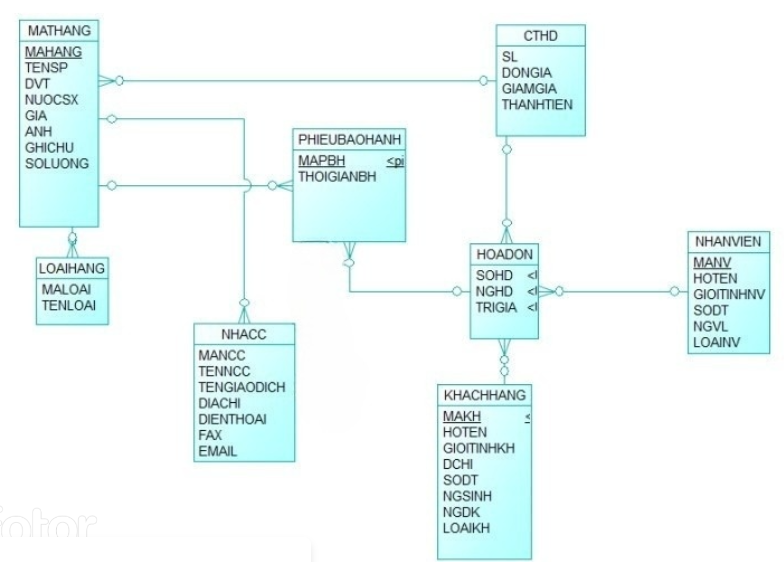 MATHANG
MAHANG
TENSP
DVT
NUOCSX
GIA
ANH
GHICHU
SOLUONG
CTHD
SL
DONGIA
GIAMGIA
THANHTIEN
PHIEUBAOHANH
MAPBH <pi
THOIGIANBH
LOAIHANG
MALOAI
TENLOAI
HOADON
SOHD <!
NGHD <!
TRIGIA <!
NHANVIEN
MANV
HOTEN
GIOITINHNV
SODT
NGVL
LOAINV
NHACC
MANCC
TENNCC
TENGIAODICH
DIACHI
DIENTHOAI
FAX
EMAIL
KHACHHANG
MAKH <
HOTEN
GIOITINHKH
DCHI
SODT
NGSINH
NGDK
LOAIKH